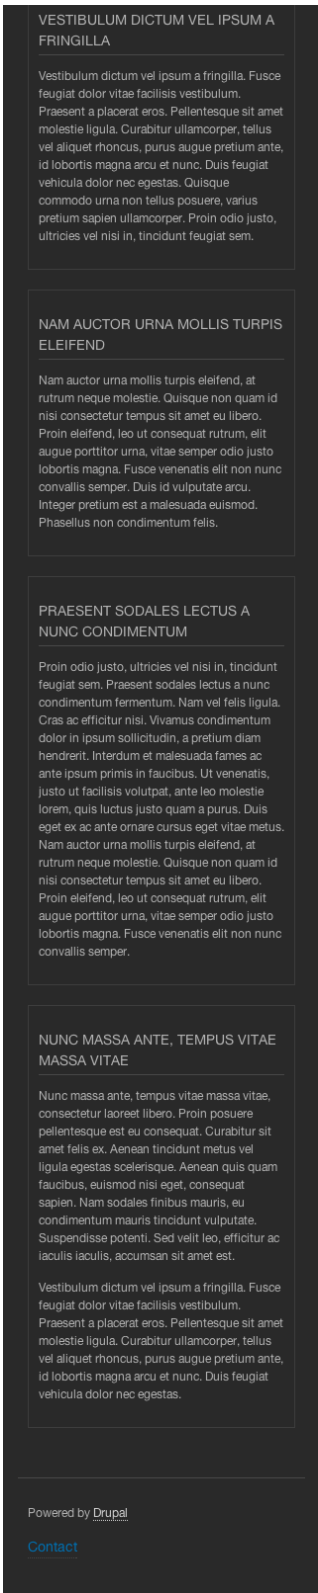 VESTIBULUM DICTUM VEL IPSUM A
FRINGILLA
Vestibulum dictum vel ipsum a fringilla. Fusce
feugiat dolor vitae facilisis vestibulum.
Praesent a placerat eros. Pellentesque sit amet
molestie ligula. Curabitur ullamcorper, tellus
vel aliquet rhoncus, purus augue pretium ante,
id lobortis magna arcu et nunc. Duis feugiat
vehicula dolor nec egestas. Quisque
commodo urna non tellus posuere, varius
pretium sapien ullamcorper. Proin odio justo,
ultricies vel nisi in, tincidunt feugiat sem.
NAM AUCTOR URNA MOLLIS TURPIS
ELEIFEND
Nam auctor urna mollis turpis eleifend, at
rutrum neque molestie. Quisque non quam id
nisi consectetur tempus sit amet eu libero.
Proin eleifend, leo ut consequat rutrum, elit
augue porttitor urna, vitae semper odio justo
lobortis magna. Fusce venenatis elit non nunc
convallis semper. Duis id vulputate arcu.
Integer pretium est a malesuada euismod.
Phasellus non condimentum felis.
PRAESENT SODALES LECTUS A
NUNC CONDIMENTUM
Proin odio justo, ultricies vel nisi in, tincidunt
feugiat sem. Praesent sodales lectus a nunc
condimentum fermentum. Nam vel felis ligula.
Cras ac efficitur nisi. Vivamus condimentum
dolor in ipsum sollicitudin, a pretium diam
hendrerit. Interdum et malesuada fames ac
ante ipsum primis in faucibus. Ut venenatis,
justo ut facilisis volutpat, ante leo molestie
lorem, quis luctus justo quam a purus. Duis
eget ex ac ante ornare cursus eget vitae metus.
Nam auctor urna mollis turpis eleifend, at
rutrum neque molestie. Quisque non quam id
nisi consectetur tempus sit amet eu libero.
Proin eleifend, leo ut consequat rutrum, elit
augue porttitor urna, vitae semper odio justo
lobortis magna. Fusce venenatis elit non nunc
convallis semper.
NUNC MASSA ANTE, TEMPUS VITAE
MASSA VITAE
Nunc massa ante, tempus vitae massa vitae,
consectetur laoreet libero. Proin posuere
pellentesque est eu consequat. Curabitur sit
amet felis ex. Aenean tincidunt metus vel
ligula egestas scelerisque. Aenean quis quam
faucibus, euismod nisi eget, consequat
sapien. Nam sodales finibus mauris, eu
condimentum mauris tincidunt vulputate.
Suspendisse potenti. Sed velit leo, efficitur ac
iaculis iaculis, accumsan sit amet est.
Vestibulum dictum vel ipsum a fringilla. Fusce
feugiat dolor vitae facilisis vestibulum.
Praesent a placerat eros. Pellentesque sit amet
molestie ligula. Curabitur ullamcorper, tellus
vel aliquet rhoncus, purus augue pretium ante,
id lobortis magna arcu et nunc. Duis feugiat
vehicula dolor nec egestas.
Powered by Drupal
Contact